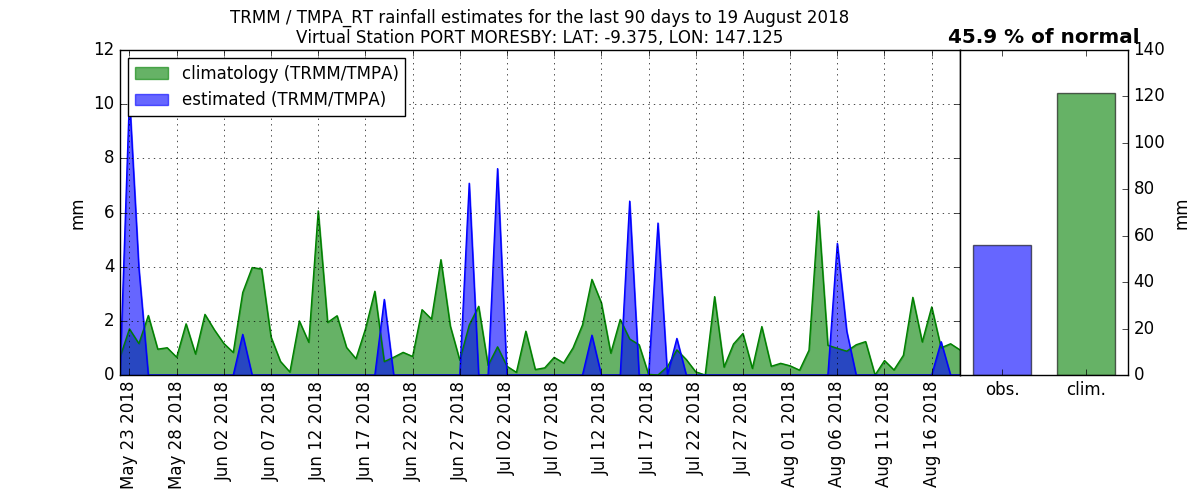 TRMM / TMPA_RT rainfall estimates for the last 90 days to 19 August 2018
Virtual Station PORT MORESBY: LAT: -9.375, LON: 147.125
45.9 % of normal
climatology (TRMM/TMPA)
estimated (TRMM/TMPA)
12
10
8
6
4
2
0
mm
May 23 2018
May 28 2018
Jun 02 2018
Jun 07 2018
Jun 12 2018
Jun 17 2018
Jun 22 2018
Jun 27 2018
Jul 02 2018
Jul 07 2018
Jul 12 2018
Jul 17 2018
Jul 22 2018
Jul 27 2018
Aug 01 2018
Aug 06 2018
Aug 11 2018
Aug 16 2018
obs.
clim.
140
120
100
80
60
40
20
0
mm